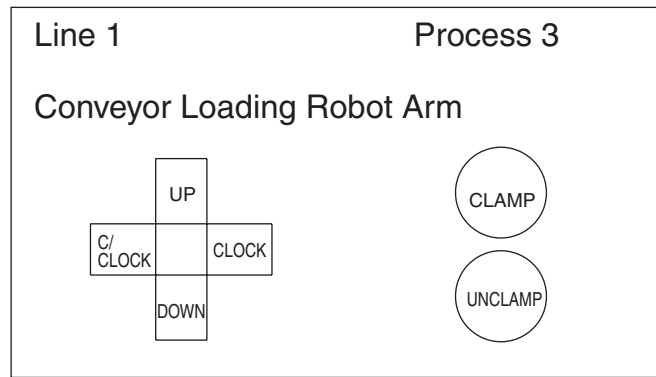 Line 1 Process 3
Conveyor Loading Robot Arm
UP
C/
CLOCK
CLOCK
DOWN
CLAMP
UNCLAMP